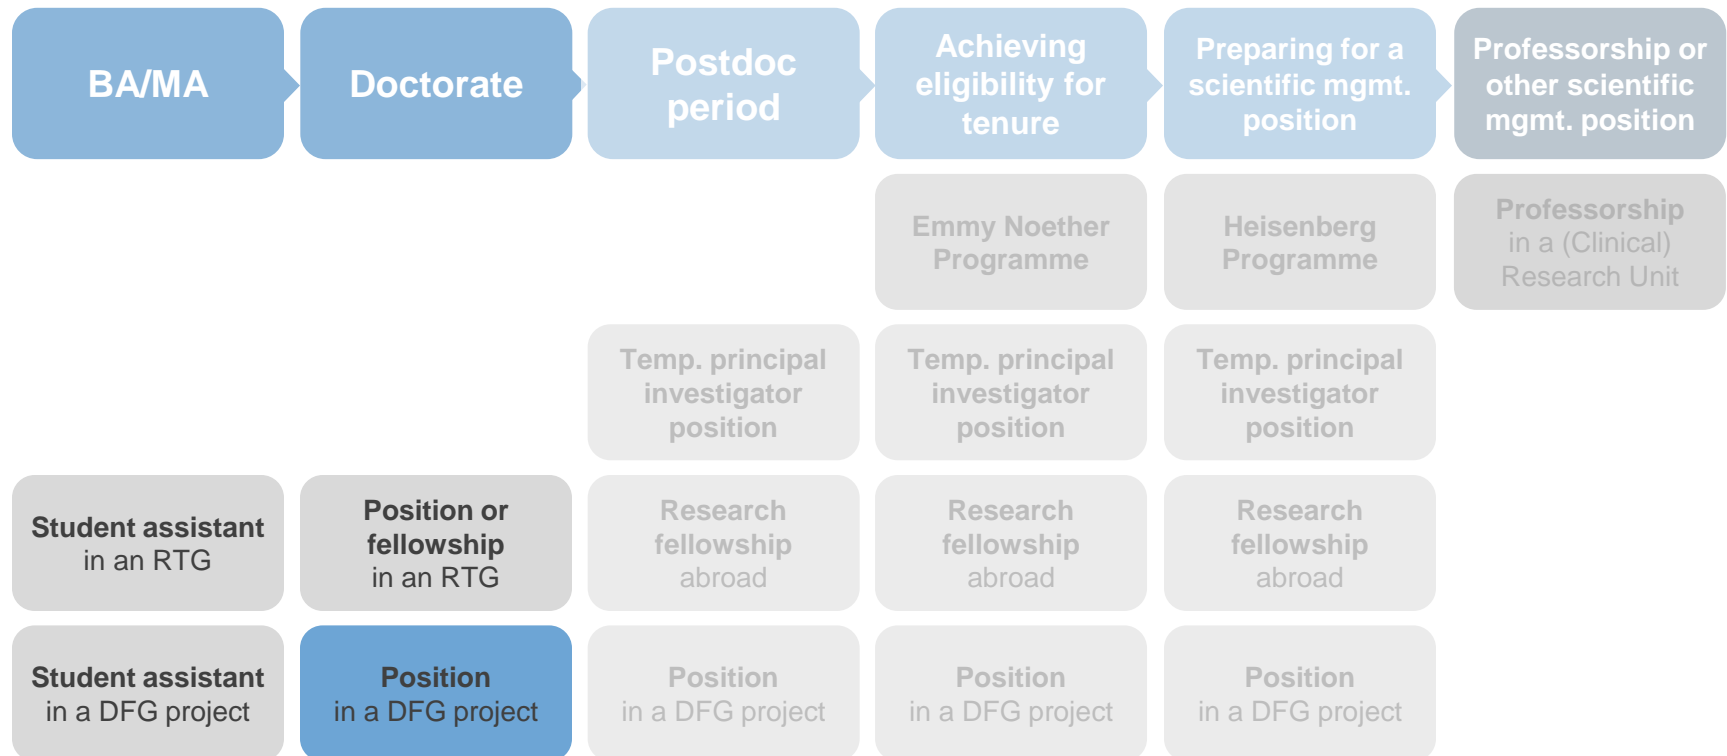 BA/MA
Doctorate
Postdoc
period
Achieving
eligibility for
tenure
Preparing for a
scientific mgmt.
position
Professorship or
other scientific
mgmt. position
Emmy Noether
Programme
Heisenberg
Programme
Professorship
in a (Clinical)
Research Unit
Temp. principal
investigator
position
Temp. principal
investigator
position
Temp. principal
investigator
position
Student assistant
in an RTG
Position or
fellowship
in an RTG
Research
fellowship
abroad
Research
fellowship
abroad
Research
fellowship
abroad
Student assistant
in a DFG project
Position
in a DFG project
Position
in a DFG project
Position
in a DFG project
Position
in a DFG project